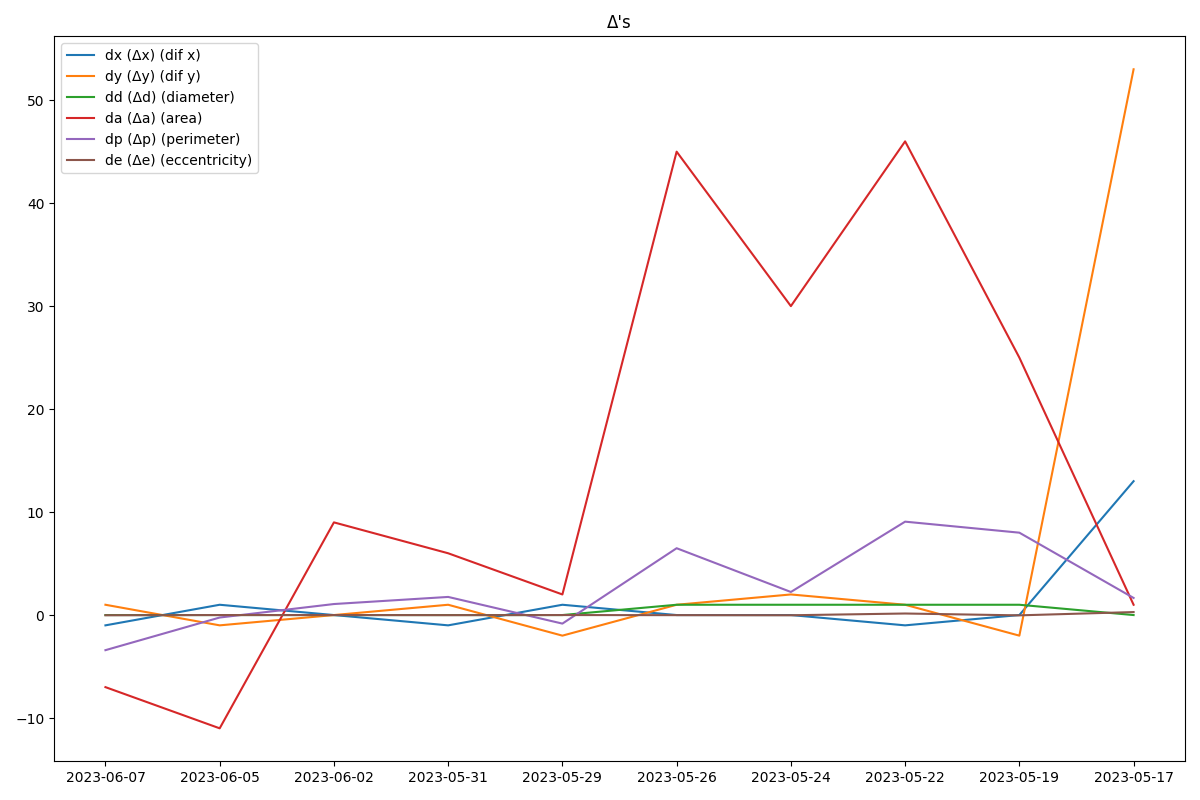 Δ's
dx (Δx) (dif x)
dy (Δy) (dif y)
dd (Δd) (diameter)
da (Δa) (area)
dp (Δp) (perimeter)
de (Δe) (eccentricity)
50
40
30
20
10
0
−10
2023-06-07 2023-06-05 2023-06-02 2023-05-31 2023-05-29 2023-05-26 2023-05-24 2023-05-22 2023-05-19 2023-05-17